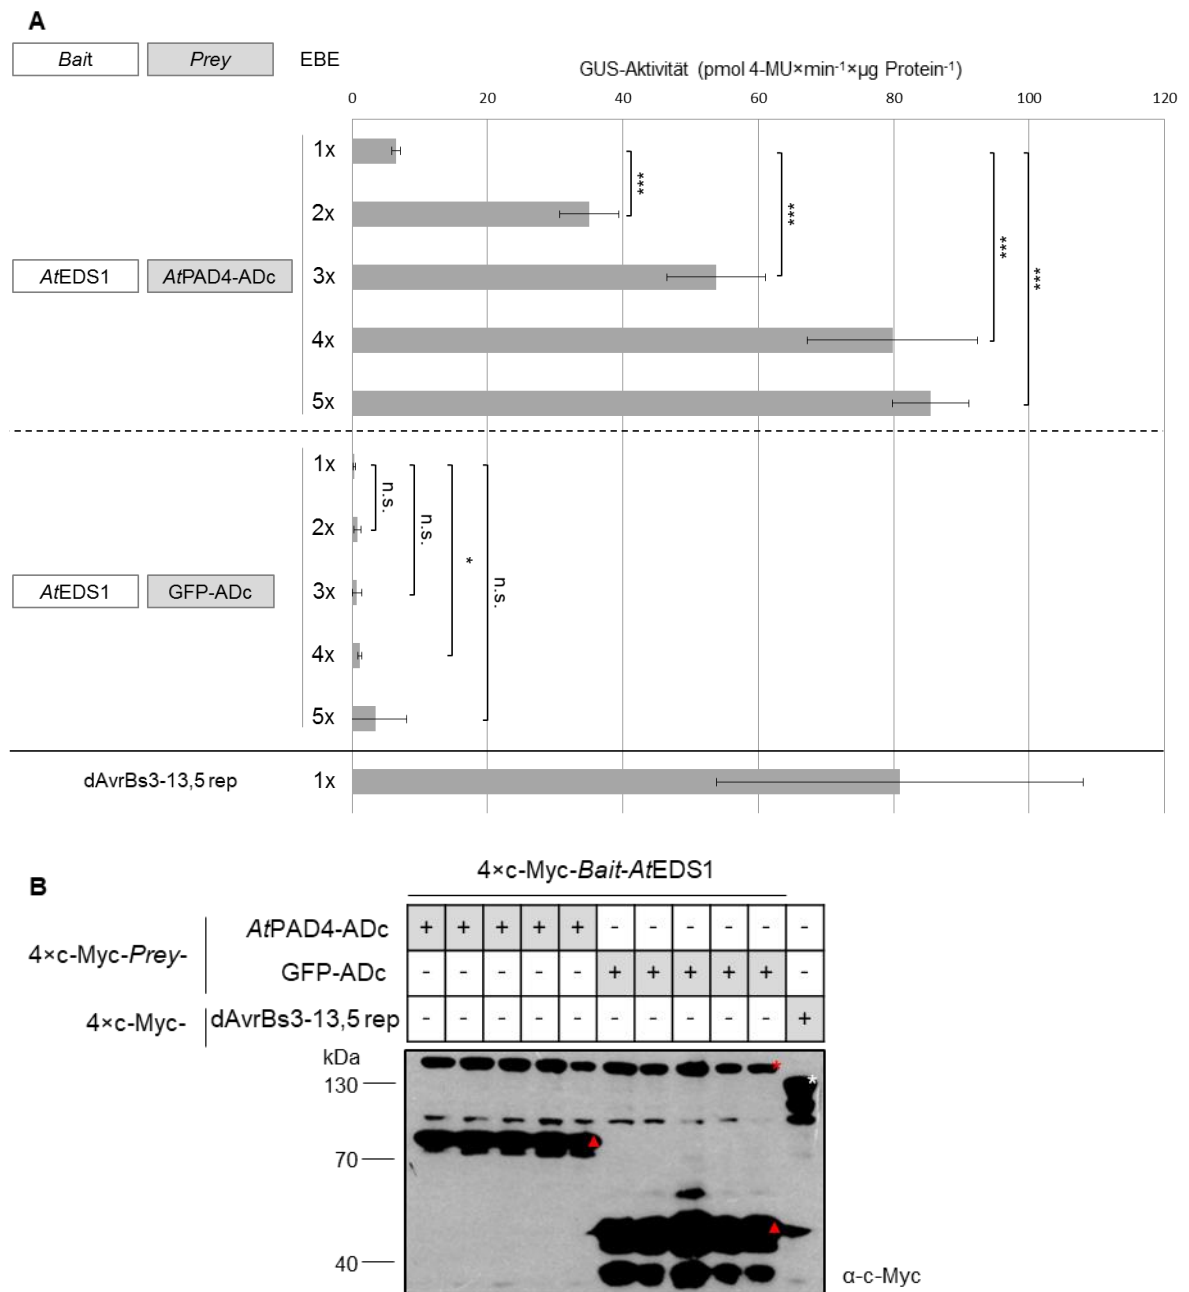 A
Bait Prey EBE
GUS-Aktivität (pmol 4-MU×min⁻¹×µg Protein⁻¹)
0 20 40 60 80 100 120
1x
***
2x
***
AtEDS1 AtPAD4-ADc 3x
***
***
4x
5x
1x
n.s.
2x
n.s.
*
AtEDS1 GFP-ADc 3x
n.s.
4x
5x
dAvrBs3-13,5 rep 1x
B
4×c-Myc-Bait-AtEDS1
AtPAD4-ADc + + + + + - - - - - -
4×c-Myc-Prey-
GFP-ADc - - - - - + + + + + -
4×c-Myc- dAvrBs3-13,5 rep - - - - - - - - - - +
kDa
*
130
*
70
40
α-c-Myc